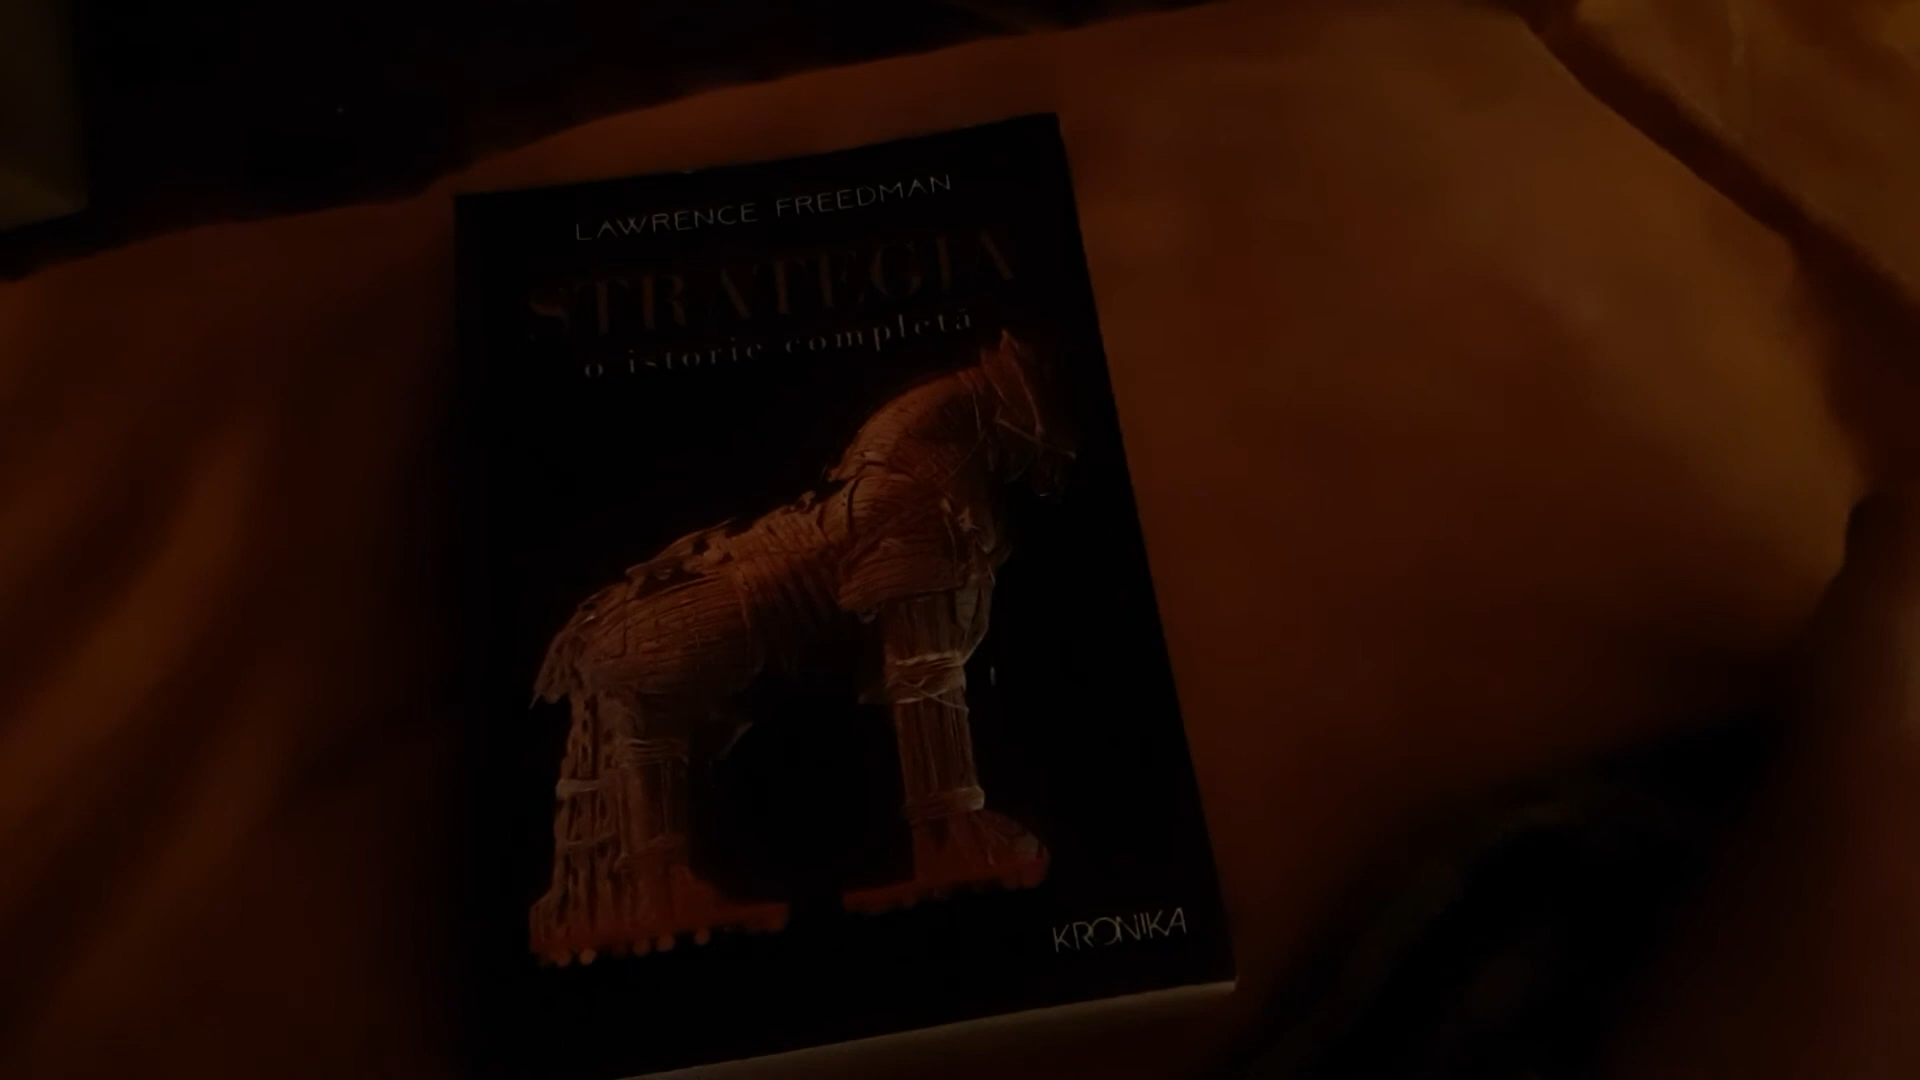 LAWRENCE FREEDMAN
STRATEGIA
o istorie completă
KRONIKA